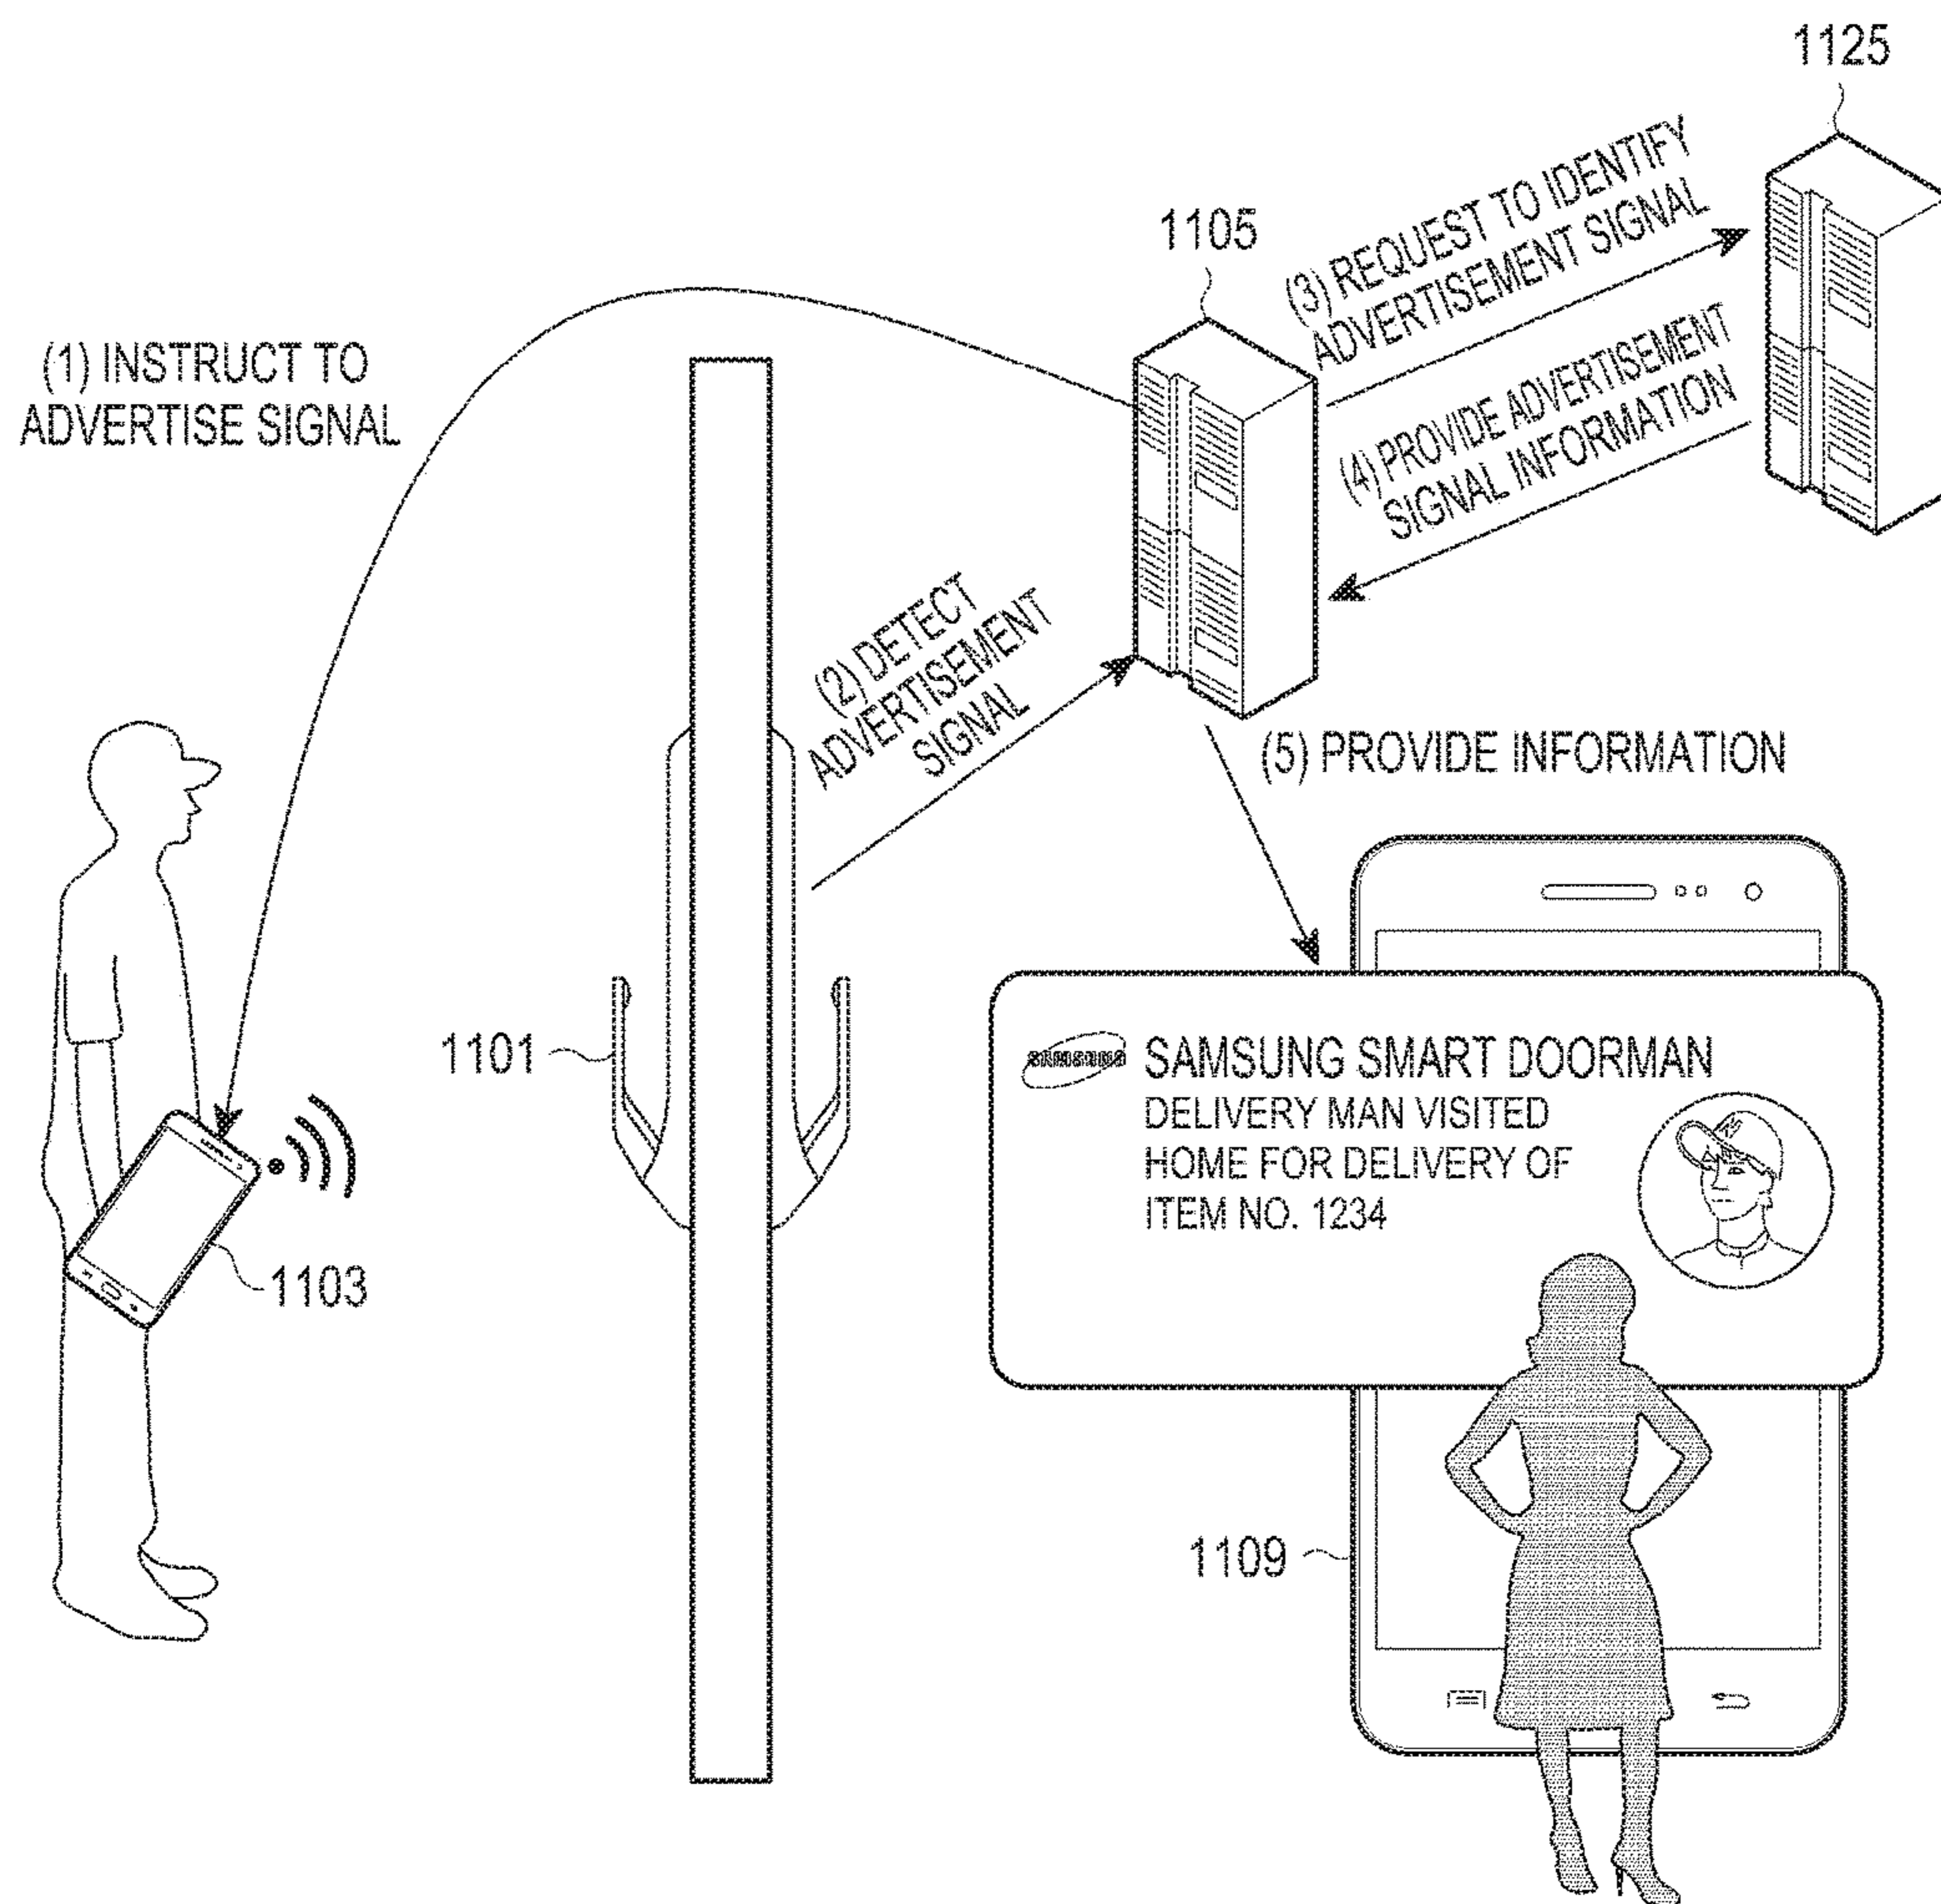 1125
1105
(3) REQUEST TO IDENTIFY
ADVERTISEMENT SIGNAL
(4) PROVIDE ADVERTISEMENT
SIGNAL INFORMATION
(1) INSTRUCT TO
ADVERTISE SIGNAL
(2) DETECT
ADVERTISEMENT
SIGNAL
(5) PROVIDE INFORMATION
1101
SAMSUNG
SAMSUNG SMART DOORMAN
DELIVERY MAN VISITED
HOME FOR DELIVERY OF
ITEM NO. 1234
1103
1109